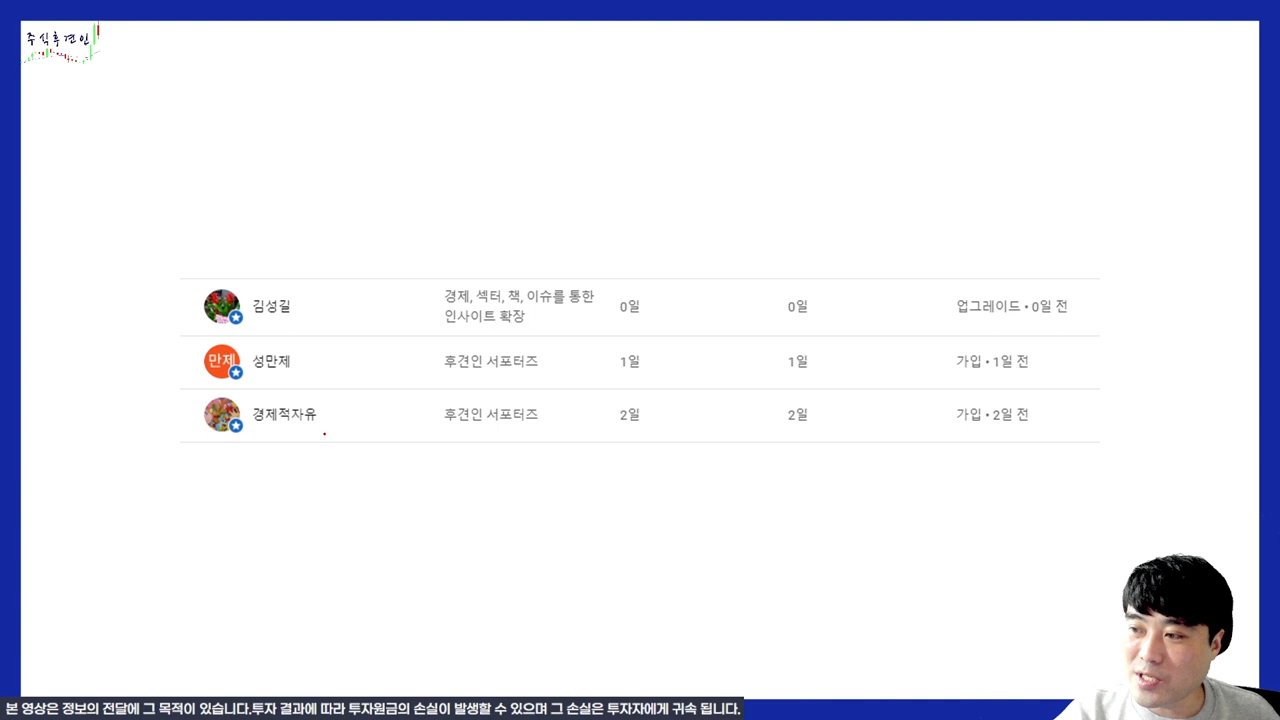 주식후견인
김성길
경제, 섹터, 책, 이슈를 통한
인사이트 확장
0일
0일
업그레이드 • 0일 전
만제
성만제
후견인 서포터즈
1일
1일
가입 • 1일 전
경제적자유
후견인 서포터즈
2일
2일
가입 • 2일 전
본 영상은 정보의 전달에 그 목적이 있습니다.투자 결과에 따라 투자원금의 손실이 발생할 수 있으며 그 손실은 투자자에게 귀속 됩니다.